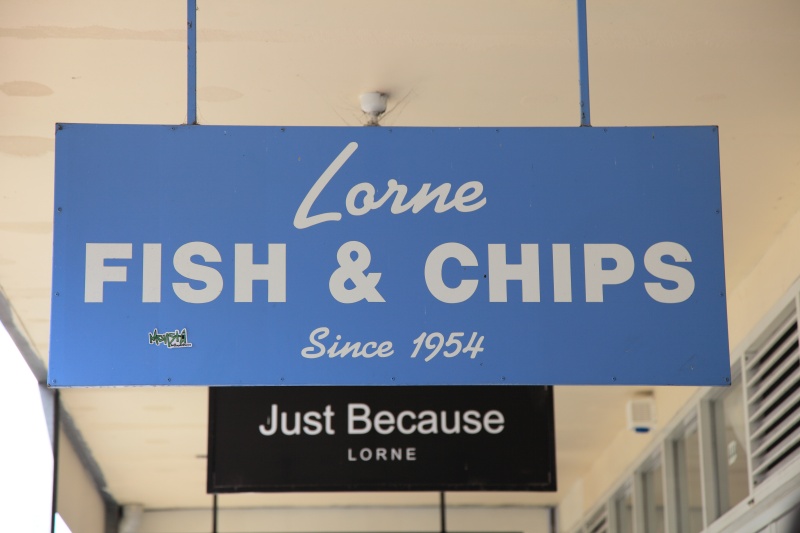 Lorne
FISH & CHIPS
Since 1954
Just Because
LORNE